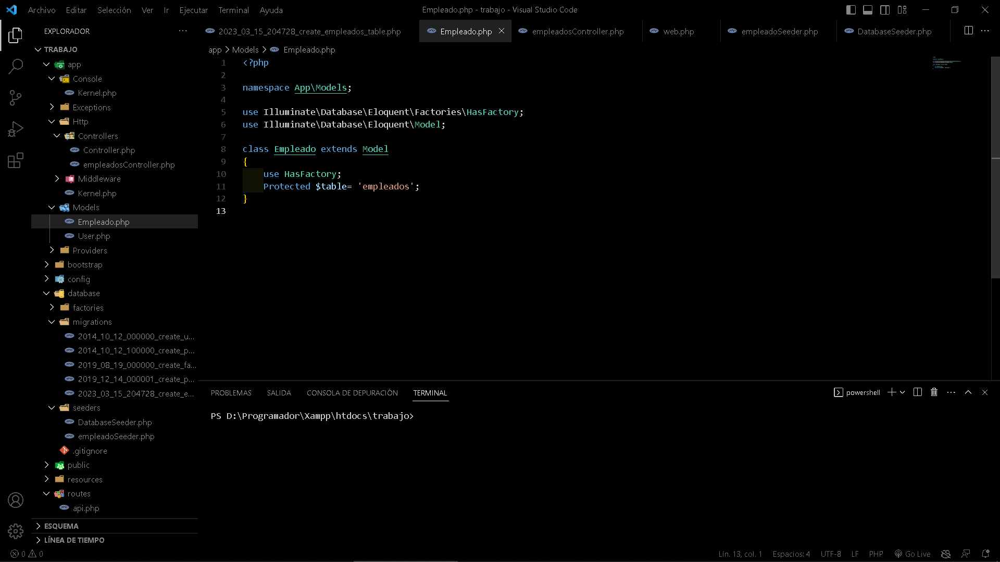 Archivo Editar Selección Ver Ir Ejecutar Terminal Ayuda
Empleado.php - trabajo - Visual Studio Code
EXPLORADOR
TRABAJO
app
Console
Kernel.php
Exceptions
Http
Controllers
Controller.php
empleadosController.php
Middleware
Kernel.php
Models
Empleado.php
User.php
Providers
bootstrap
config
database
factories
migrations
2014_10_12_000000_create_u...
2014_10_12_100000_create_p...
2019_08_19_000000_create_fa...
2019_12_14_000001_create_p...
2023_03_15_204728_create_e...
seeders
DatabaseSeeder.php
empleadoSeeder.php
.gitignore
public
resources
routes
api.php
ESQUEMA
LÍNEA DE TIEMPO
2023_03_15_204728_create_empleados_table.php Empleado.php empleadosController.php web.php empleadoSeeder.php DatabaseSeeder.php
app > Models > Empleado.php
1 <?php
2
3 namespace App\Models;
4
5 use Illuminate\Database\Eloquent\Factories\HasFactory;
6 use Illuminate\Database\Eloquent\Model;
7
8 class Empleado extends Model
9 {
10 use HasFactory;
11 Protected $table= 'empleados';
12 }
13
PROBLEMAS SALIDA CONSOLA DE DEPURACIÓN TERMINAL
powershell
PS D:\Programador\Xampp\htdocs\trabajo>
0 0
Lín. 13, col. 1 Espacios: 4 UTF-8 LF PHP Go Live